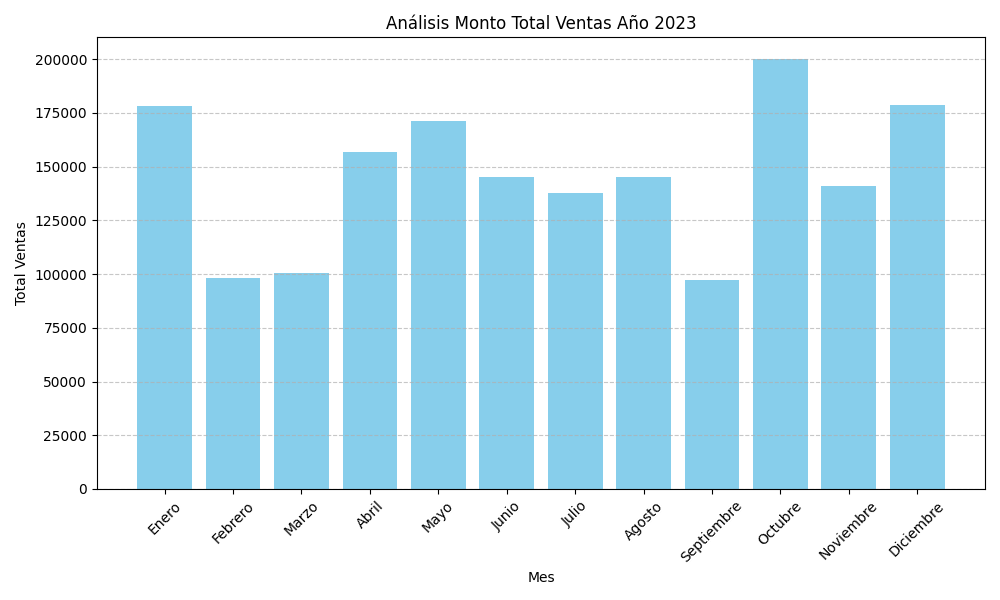 Análisis Monto Total Ventas Año 2023
Total Ventas
200000
175000
150000
125000
100000
75000
50000
25000
0
Enero
Febrero
Marzo
Abril
Mayo
Junio
Julio
Agosto
Septiembre
Octubre
Noviembre
Diciembre
Mes